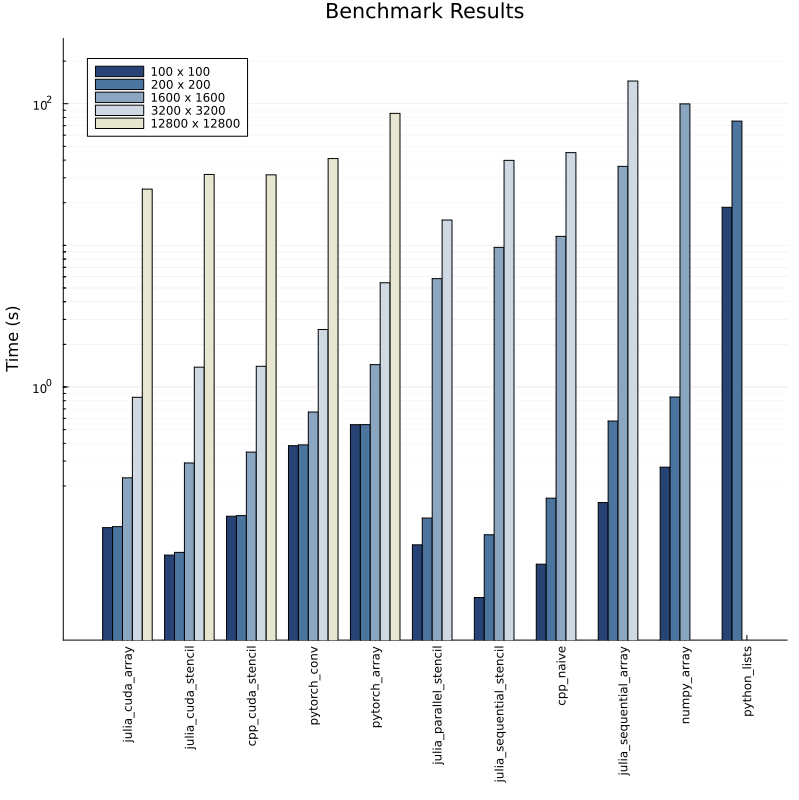 Benchmark Results
100 x 100
200 x 200
1600 x 1600
3200 x 3200
12800 x 12800
Time (s)
10²
10⁰
julia_cuda_array
julia_cuda_stencil
cpp_cuda_stencil
pytorch_conv
pytorch_array
julia_parallel_stencil
julia_sequential_stencil
cpp_naive
julia_sequential_array
numpy_array
python_lists